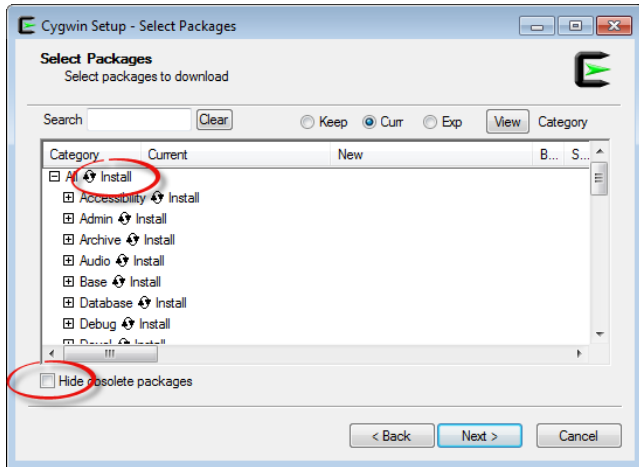 Cygwin Setup - Select Packages
Select Packages
Select packages to download
Search Clear Keep Curr Exp View Category
Category Current New B... S...
All Install
Accessibility Install
Admin Install
Archive Install
Audio Install
Base Install
Database Install
Debug Install
Devel Install
Hide obsolete packages
< Back Next > Cancel